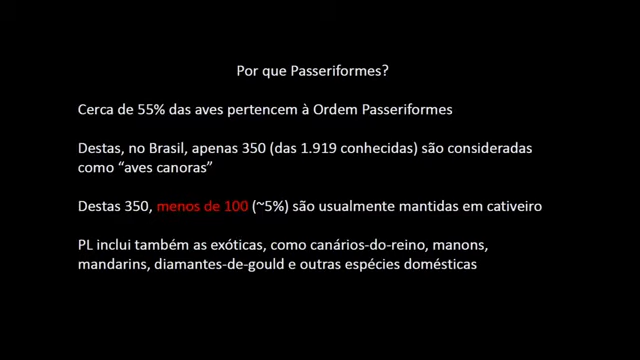 Por que Passeriformes?
Cerca de 55% das aves pertencem à Ordem Passeriformes
Destas, no Brasil, apenas 350 (das 1.919 conhecidas) são consideradas
como “aves canoras”
Destas 350, menos de 100 (~5%) são usualmente mantidas em cativeiro
PL inclui também as exóticas, como canários-do-reino, manons,
mandarins, diamantes-de-gould e outras espécies domésticas